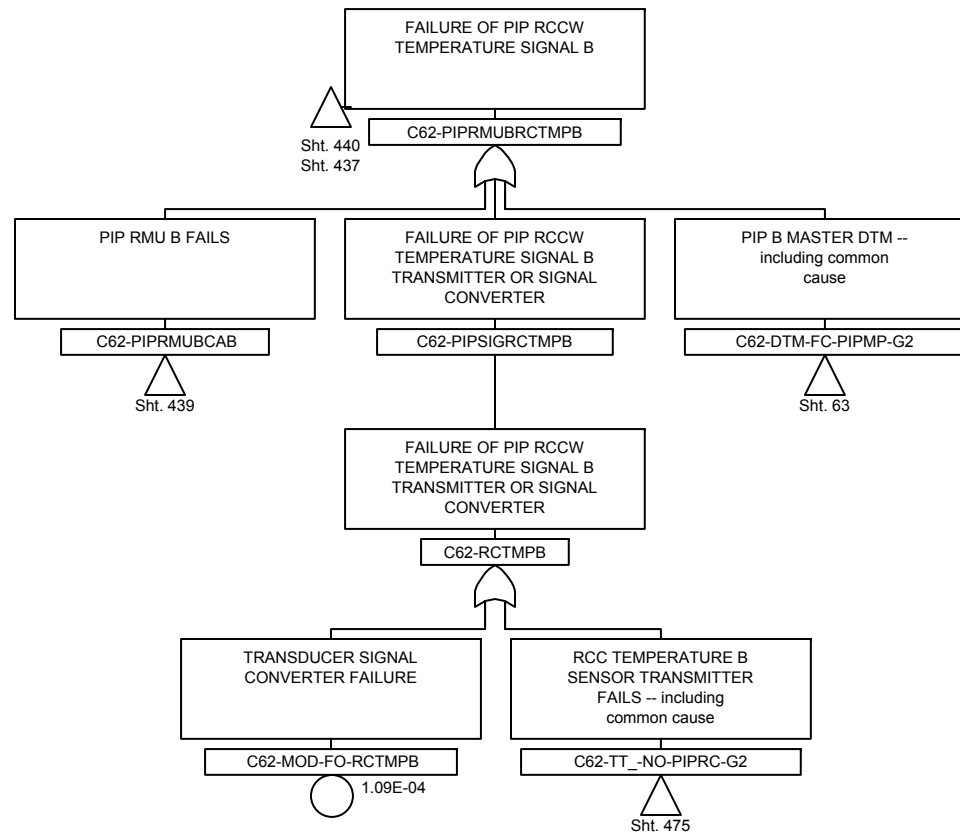 FAILURE OF PIP RCCW
TEMPERATURE SIGNAL B
C62-PIPRMUBRCTMPB
Sht. 440
Sht. 437
PIP RMU B FAILS
C62-PIPRMUBCAB
Sht. 439
FAILURE OF PIP RCCW
TEMPERATURE SIGNAL B
TRANSMITTER OR SIGNAL
CONVERTER
C62-PIPSIGRCTMPB
PIP B MASTER DTM --
including common
cause
C62-DTM-FC-PIPMP-G2
Sht. 63
FAILURE OF PIP RCCW
TEMPERATURE SIGNAL B
TRANSMITTER OR SIGNAL
CONVERTER
C62-RCTMPB
TRANSDUCER SIGNAL
CONVERTER FAILURE
C62-MOD-FO-RCTMPB
1.09E-04
RCC TEMPERATURE B
SENSOR TRANSMITTER
FAILS -- including
common cause
C62-TT_-NO-PIPRC-G2
Sht. 475